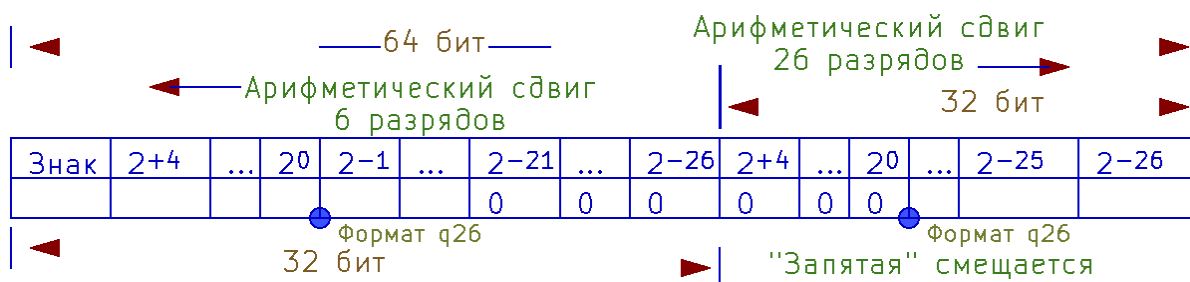 64 бит
Арифметический сдвиг
26 разрядов
Арифметический сдвиг
6 разрядов
32 бит
Знак 2+4 ... 20 2-1 ... 2-21 ... 2-26 2+4 ... 20 ... 2-25 2-26
0 0 0 0 0 0
Формат q26 Формат q26
32 бит "Запятая" смещается